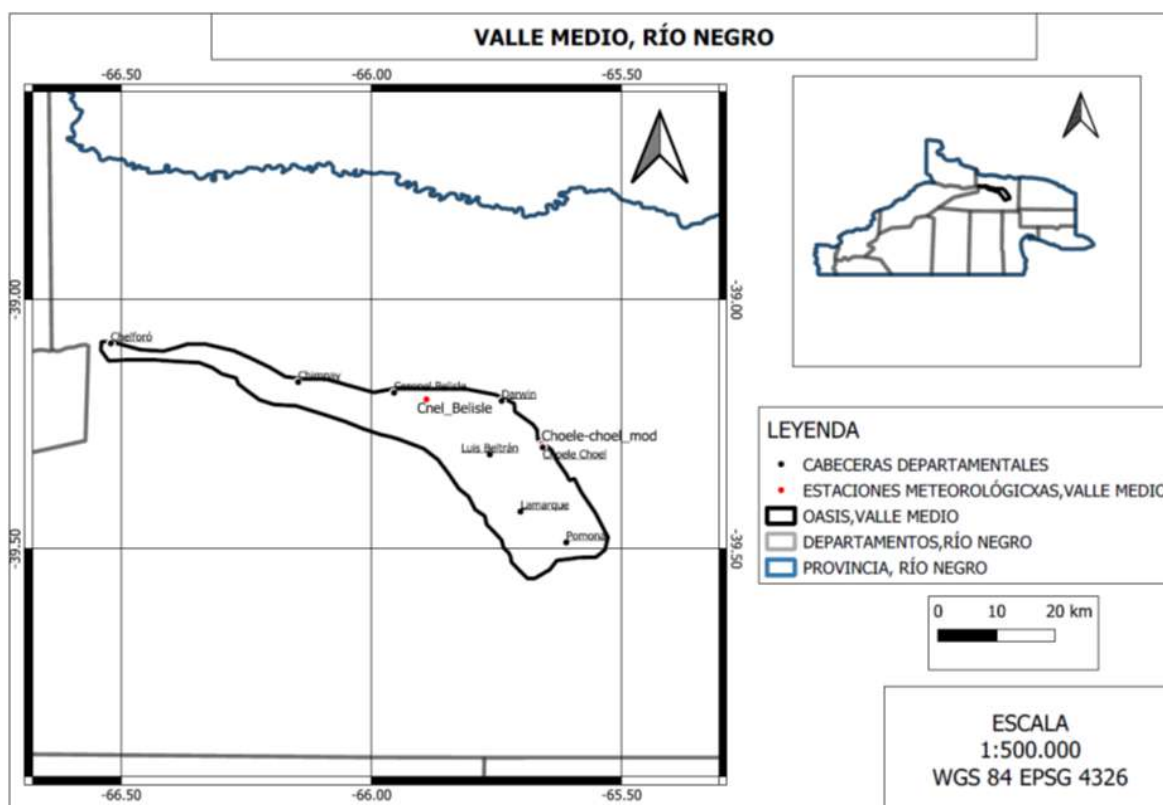 VALLE MEDIO, RÍO NEGRO
-66.50
-66.00
-65.50
-39.00
-39.00
Chelforó
Chimpay
Coronel Belisle
Cnel_Belisle
Darwin
Choele-choel_mod
Choele Choel
Luis Beltrán
Lamarque
Pomona
-39.50
-39.50
-66.50
-66.00
-65.50
LEYENDA
CABECERAS DEPARTAMENTALES
ESTACIONES METEOROLÓGICXAS,VALLE MEDIO
OASIS,VALLE MEDIO
DEPARTAMENTOS,RÍO NEGRO
PROVINCIA, RÍO NEGRO
0 10 20 km
ESCALA
1:500.000
WGS 84 EPSG 4326